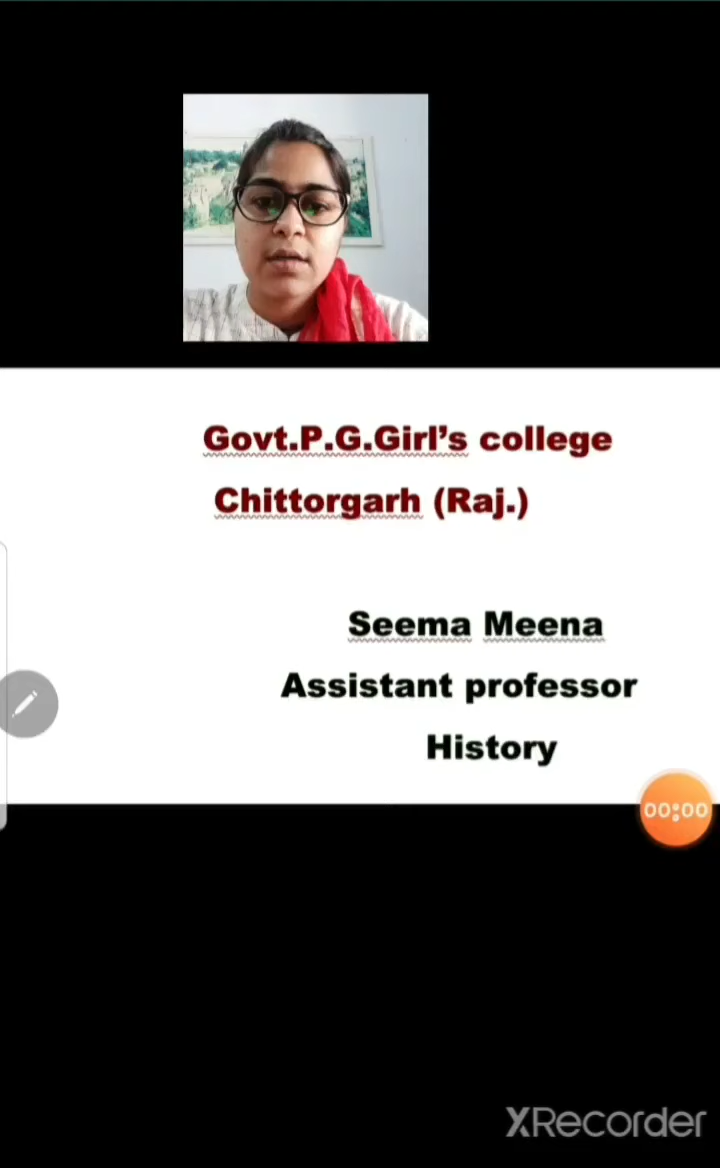 Govt.P.G.Girl’s college
Chittorgarh (Raj.)
Seema Meena
Assistant professor
History
00:00
XRecorder